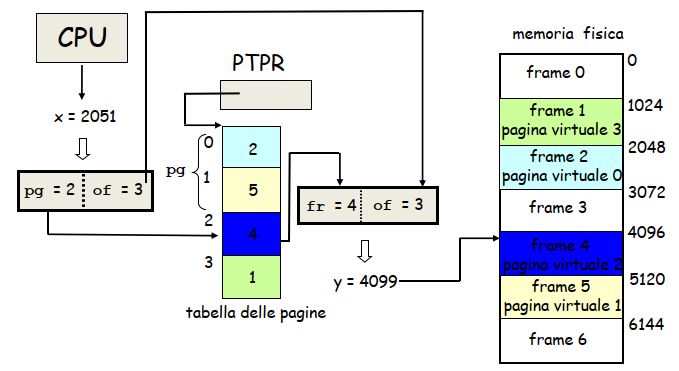 CPU
x = 2051
pg = 2 of = 3
PTPR
pg
0
1
2
3
2
5
4
1
tabella delle pagine
fr = 4 of = 3
y = 4099
memoria fisica
frame 0
frame 1
pagina virtuale 3
frame 2
pagina virtuale 0
frame 3
frame 4
pagina virtuale 2
frame 5
pagina virtuale 1
frame 6
0
1024
2048
3072
4096
5120
6144